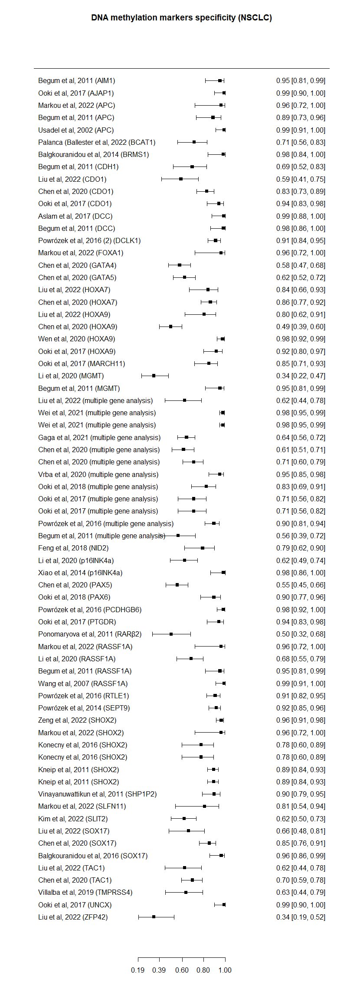 DNA methylation markers specificity (NSCLC)
Begum et al, 2011 (AIM1) 0.95 [0.81, 0.99]
Ooki et al, 2017 (AJAP1) 0.99 [0.90, 1.00]
Markou et al, 2022 (APC) 0.96 [0.72, 1.00]
Begum et al, 2011 (APC) 0.89 [0.73, 0.96]
Usadel et al, 2002 (APC) 0.99 [0.91, 1.00]
Palanca (Ballester et al, 2022 (BCAT1) 0.71 [0.56, 0.83]
Balgkouranidou et al, 2014 (BRMS1) 0.98 [0.84, 1.00]
Begum et al, 2011 (CDH1) 0.69 [0.52, 0.83]
Liu et al, 2022 (CDO1) 0.59 [0.41, 0.75]
Chen et al, 2020 (CDO1) 0.83 [0.73, 0.89]
Ooki et al, 2017 (CDO1) 0.94 [0.83, 0.98]
Aslam et al, 2017 (DCC) 0.99 [0.88, 1.00]
Begum et al, 2011 (DCC) 0.98 [0.86, 1.00]
Powrózek et al, 2016 (2) (DCLK1) 0.91 [0.84, 0.95]
Markou et al, 2022 (FOXA1) 0.96 [0.72, 1.00]
Chen et al, 2020 (GATA4) 0.58 [0.47, 0.68]
Chen et al, 2020 (GATA5) 0.62 [0.52, 0.72]
Liu et al, 2022 (HOXA7) 0.84 [0.66, 0.93]
Chen et al, 2020 (HOXA7) 0.86 [0.77, 0.92]
Liu et al, 2022 (HOXA9) 0.80 [0.62, 0.91]
Chen et al, 2020 (HOXA9) 0.49 [0.39, 0.60]
Wen et al, 2020 (HOXA9) 0.98 [0.92, 0.99]
Ooki et al, 2017 (HOXA9) 0.92 [0.80, 0.97]
Ooki et al, 2017 (MARCH11) 0.85 [0.71, 0.93]
Li et al, 2020 (MGMT) 0.34 [0.22, 0.47]
Begum et al, 2011 (MGMT) 0.95 [0.81, 0.99]
Liu et al, 2022 (multiple gene analysis) 0.62 [0.44, 0.78]
Wei et al, 2021 (multiple gene analysis) 0.98 [0.95, 0.99]
Wei et al, 2021 (multiple gene analysis) 0.98 [0.95, 0.99]
Gaga et al, 2021 (multiple gene analysis) 0.64 [0.56, 0.72]
Chen et al, 2020 (multiple gene analysis) 0.61 [0.51, 0.71]
Chen et al, 2020 (multiple gene analysis) 0.71 [0.60, 0.79]
Vrba et al, 2020 (multiple gene analysis) 0.95 [0.85, 0.98]
Ooki et al, 2018 (multiple gene analysis) 0.83 [0.69, 0.91]
Ooki et al, 2017 (multiple gene analysis) 0.71 [0.56, 0.82]
Ooki et al, 2017 (multiple gene analysis) 0.71 [0.56, 0.82]
Powrózek et al, 2016 (multiple gene analysis) 0.90 [0.81, 0.94]
Begum et al, 2011 (multiple gene analysis) 0.56 [0.39, 0.72]
Feng et al, 2018 (NID2) 0.79 [0.62, 0.90]
Li et al, 2020 (p16INK4a) 0.62 [0.49, 0.74]
Xiao et al, 2014 (p16INK4a) 0.98 [0.86, 1.00]
Chen et al, 2020 (PAX5) 0.55 [0.45, 0.66]
Ooki et al, 2018 (PAX6) 0.90 [0.77, 0.96]
Powrózek et al, 2016 (PCDHGB6) 0.98 [0.92, 1.00]
Ooki et al, 2017 (PTGDR) 0.94 [0.83, 0.98]
Ponomaryova et al, 2011 (RARβ2) 0.50 [0.32, 0.68]
Markou et al, 2022 (RASSF1A) 0.96 [0.72, 1.00]
Li et al, 2020 (RASSF1A) 0.68 [0.55, 0.79]
Begum et al, 2011 (RASSF1A) 0.95 [0.81, 0.99]
Wang et al, 2007 (RASSF1A) 0.99 [0.91, 1.00]
Powrózek et al, 2016 (RTLE1) 0.91 [0.82, 0.95]
Powrózek et al, 2014 (SEPT9) 0.92 [0.85, 0.96]
Zeng et al, 2022 (SHOX2) 0.96 [0.91, 0.98]
Markou et al, 2022 (SHOX2) 0.96 [0.72, 1.00]
Konecny et al, 2016 (SHOX2) 0.78 [0.60, 0.89]
Konecny et al, 2016 (SHOX2) 0.78 [0.60, 0.89]
Kneip et al, 2011 (SHOX2) 0.89 [0.84, 0.93]
Kneip et al, 2011 (SHOX2) 0.89 [0.84, 0.93]
Vinayanuwattikun et al, 2011 (SHP1P2) 0.90 [0.79, 0.95]
Markou et al, 2022 (SLFN11) 0.81 [0.54, 0.94]
Kim et al, 2022 (SLIT2) 0.62 [0.50, 0.73]
Liu et al, 2022 (SOX17) 0.66 [0.48, 0.81]
Chen et al, 2020 (SOX17) 0.85 [0.76, 0.91]
Balgkouranidou et al, 2016 (SOX17) 0.96 [0.86, 0.99]
Liu et al, 2022 (TAC1) 0.62 [0.44, 0.78]
Chen et al, 2020 (TAC1) 0.70 [0.59, 0.78]
Villalba et al, 2019 (TMPRSS4) 0.63 [0.44, 0.79]
Ooki et al, 2017 (UNCX) 0.99 [0.90, 1.00]
Liu et al, 2022 (ZFP42) 0.34 [0.19, 0.52]
0.19 0.39 0.60 0.80 1.00